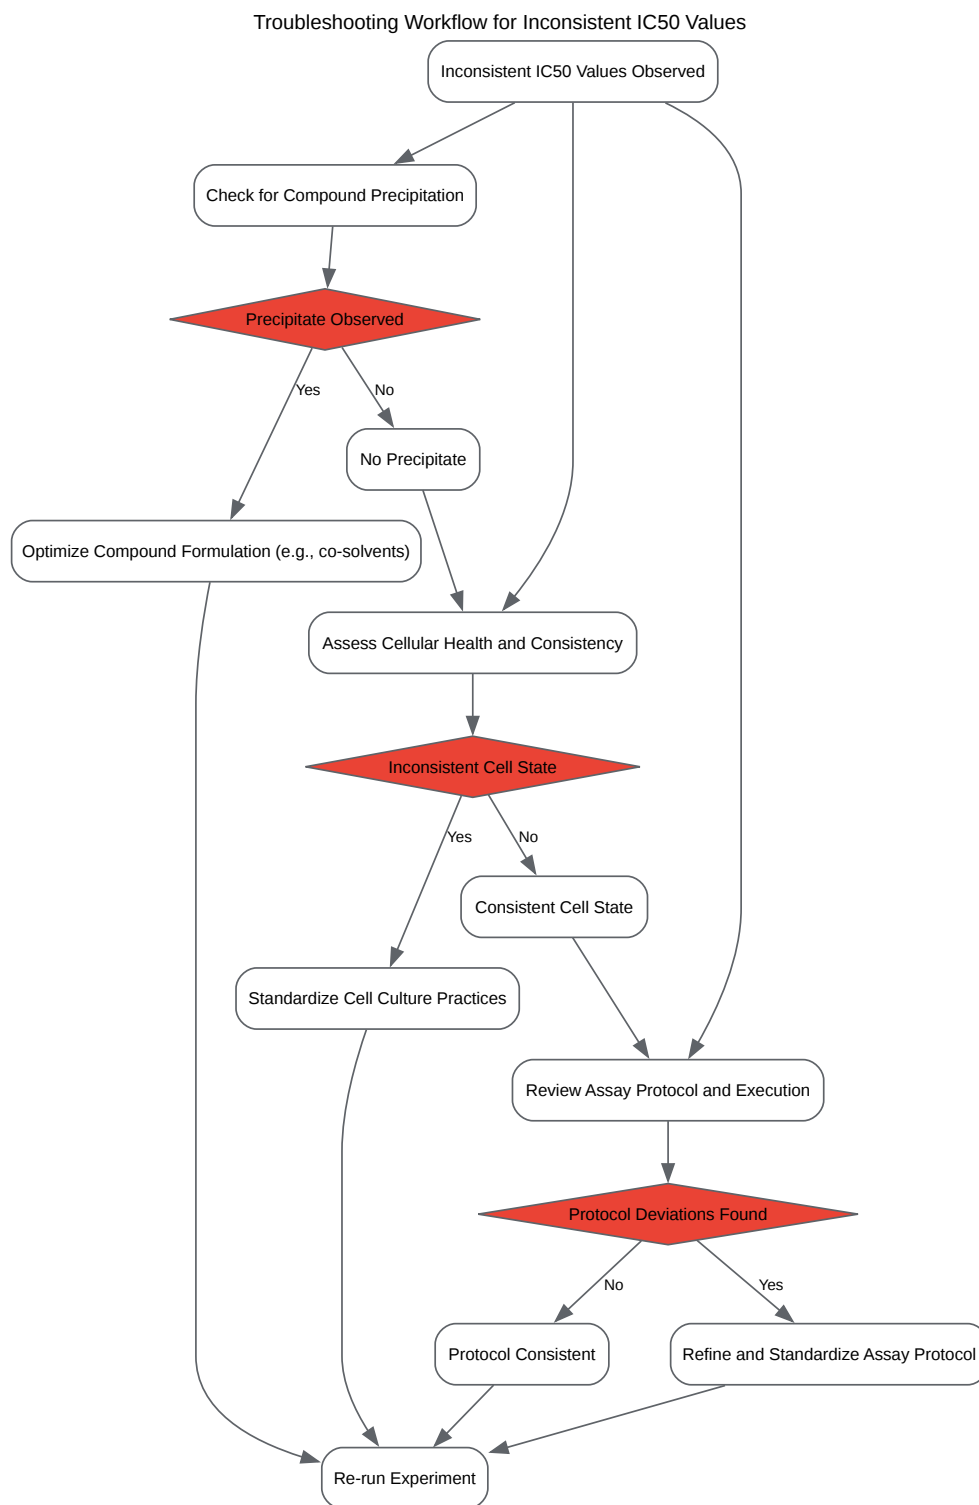 Troubleshooting Workflow for Inconsistent IC50 Values
Inconsistent IC50 Values Observed
Check for Compound Precipitation
Precipitate Observed
Yes
No
No Precipitate
Optimize Compound Formulation (e.g., co-solvents)
Assess Cellular Health and Consistency
Inconsistent Cell State
Yes
No
Consistent Cell State
Standardize Cell Culture Practices
Review Assay Protocol and Execution
Protocol Deviations Found
No
Yes
Protocol Consistent
Refine and Standardize Assay Protocol
Re-run Experiment